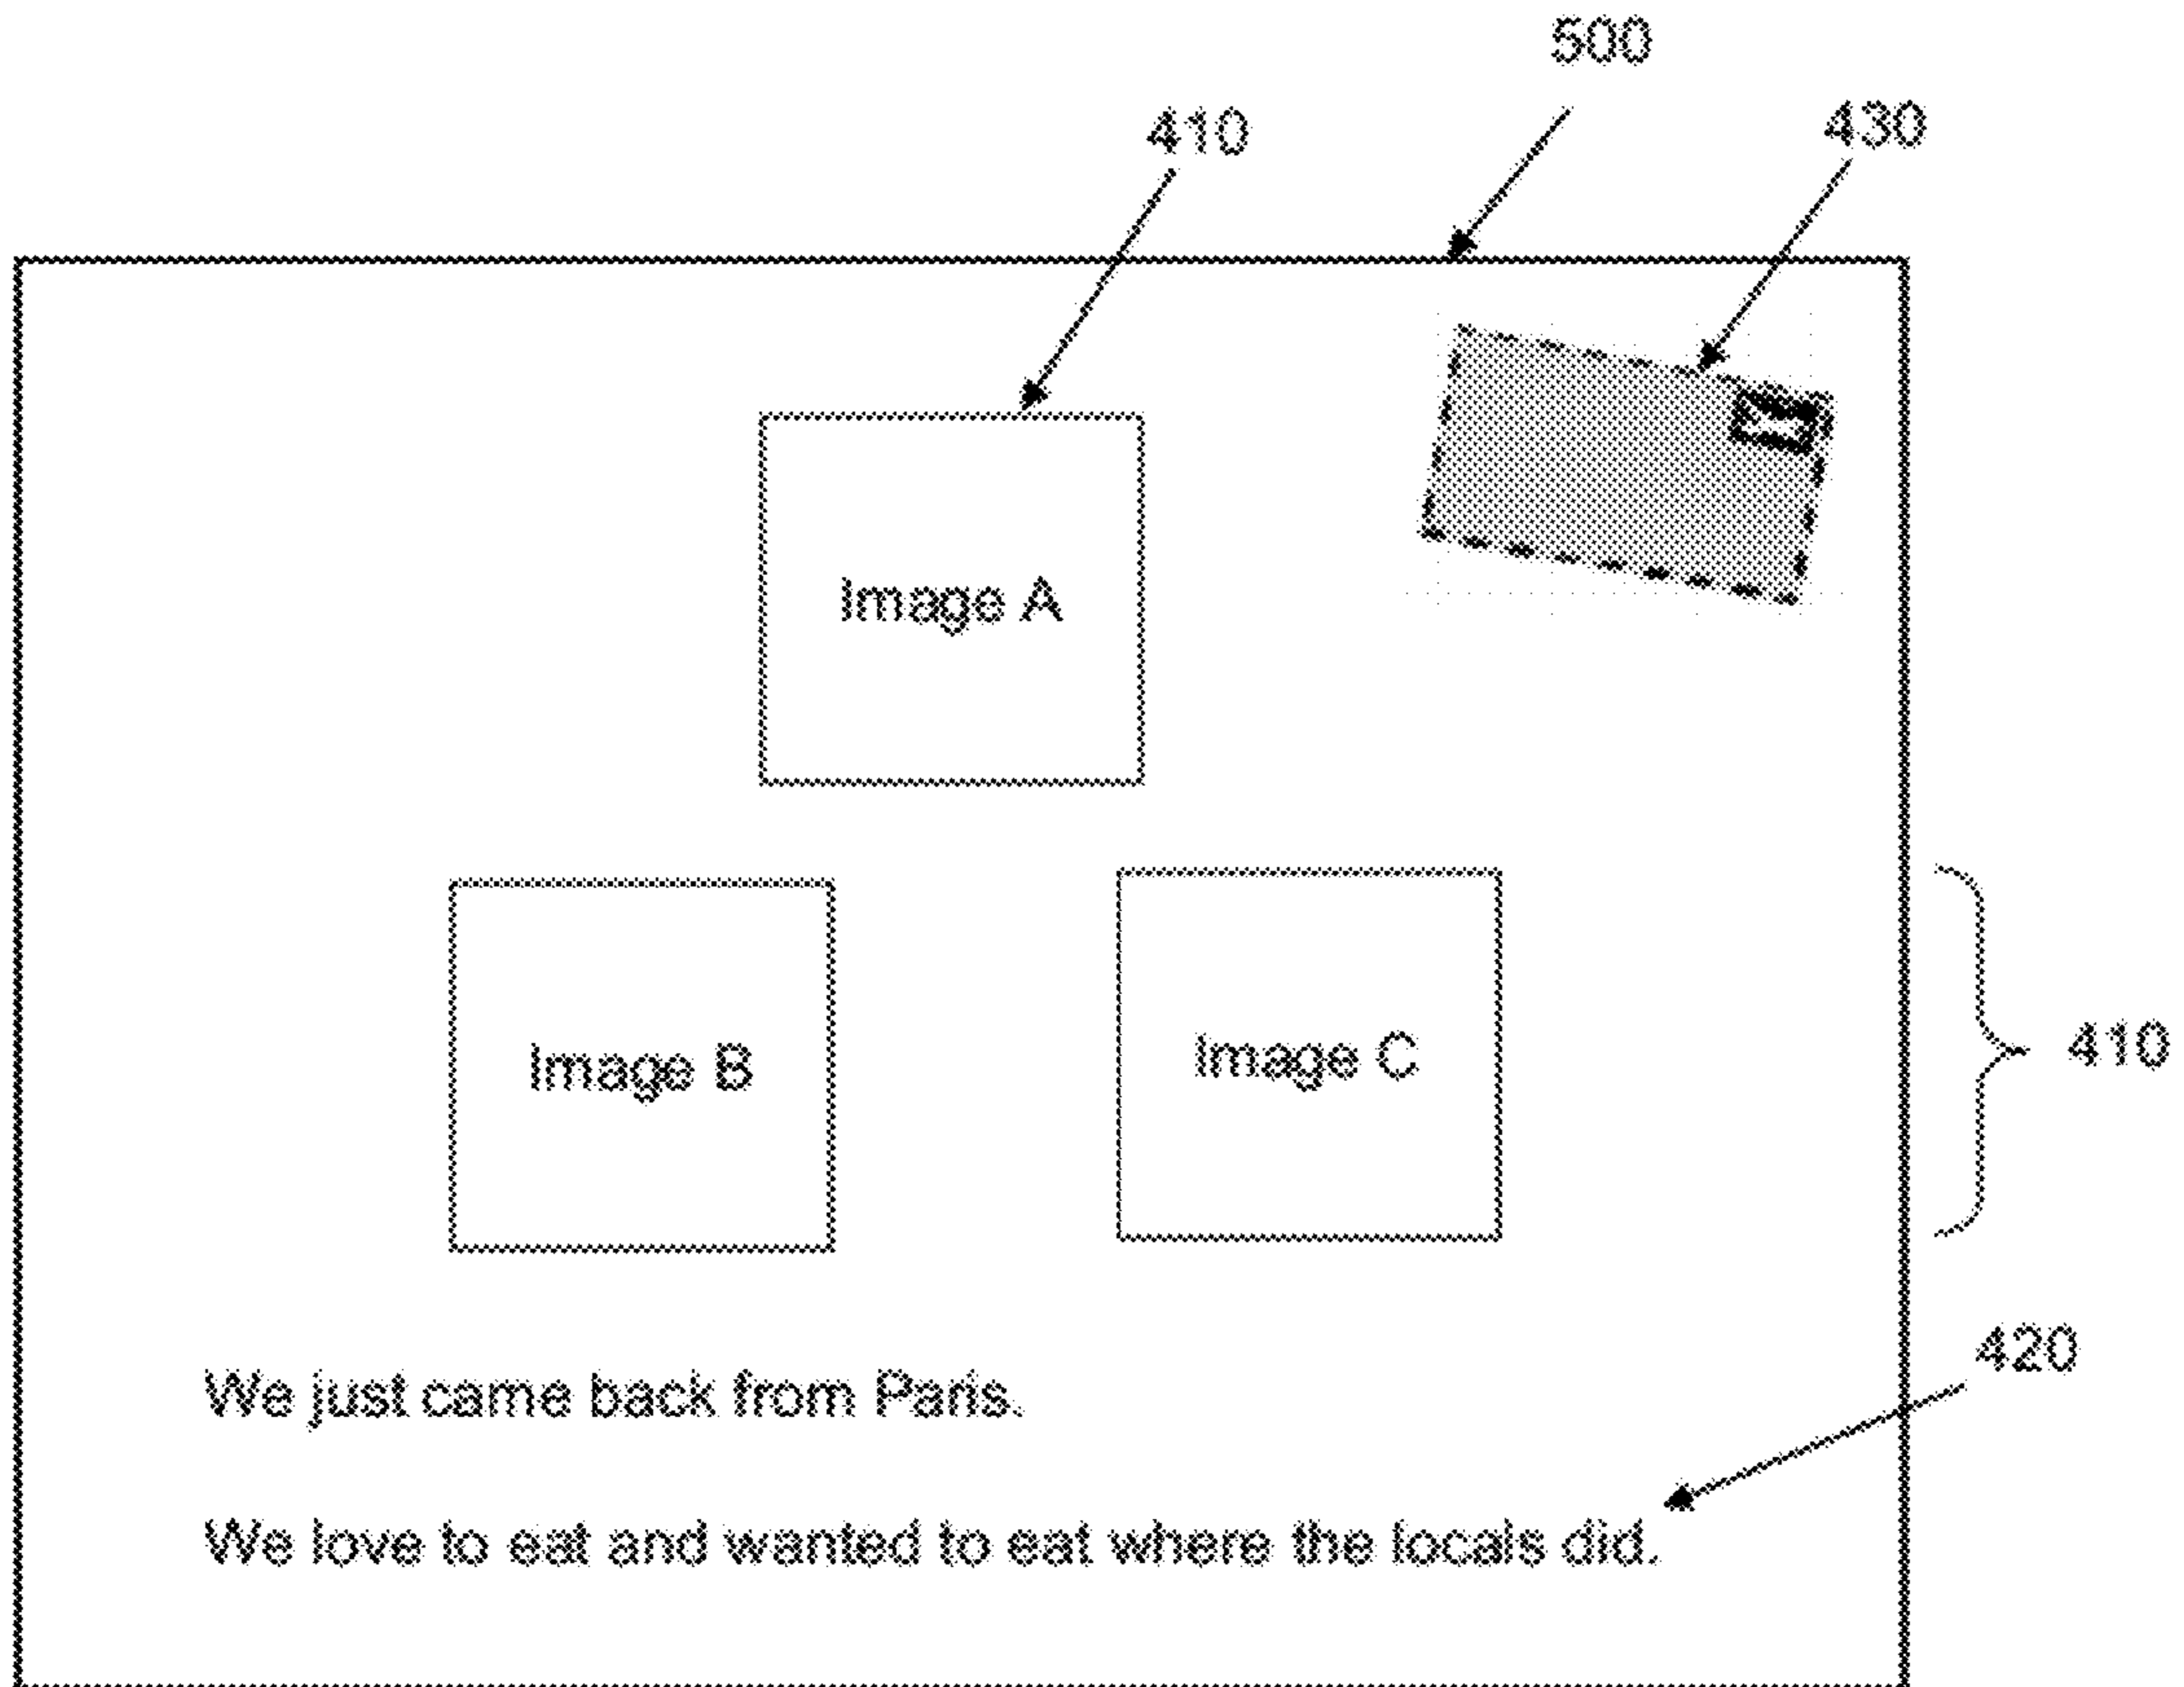 500
410
430
Image A
Image B
Image C
410
420
We just came back from Paris.
We love to eat and wanted to eat where the locals did.